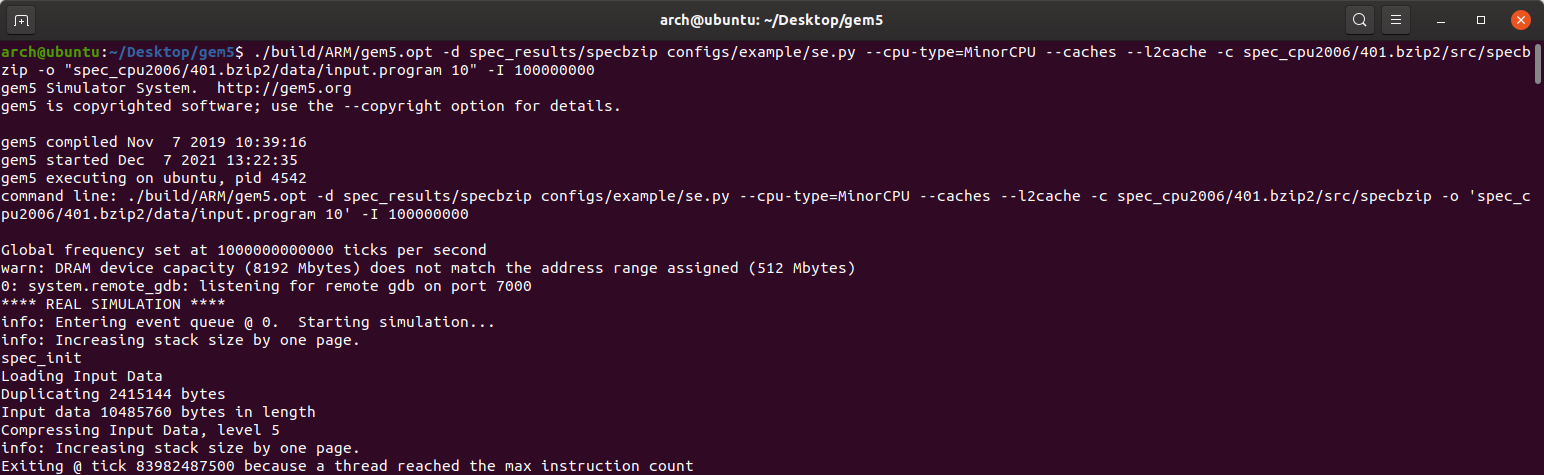 arch@ubuntu: ~/Desktop/gem5
arch@ubuntu:~/Desktop/gem5$ ./build/ARM/gem5.opt -d spec_results/specbzip configs/example/se.py --cpu-type=MinorCPU --caches --l2cache -c spec_cpu2006/401.bzip2/src/specb
zip -o "spec_cpu2006/401.bzip2/data/input.program 10" -I 100000000
gem5 Simulator System.  http://gem5.org
gem5 is copyrighted software; use the --copyright option for details.
gem5 compiled Nov  7 2019 10:39:16
gem5 started Dec  7 2021 13:22:35
gem5 executing on ubuntu, pid 4542
command line: ./build/ARM/gem5.opt -d spec_results/specbzip configs/example/se.py --cpu-type=MinorCPU --caches --l2cache -c spec_cpu2006/401.bzip2/src/specbzip -o 'spec_c
pu2006/401.bzip2/data/input.program 10' -I 100000000
Global frequency set at 1000000000000 ticks per second
warn: DRAM device capacity (8192 Mbytes) does not match the address range assigned (512 Mbytes)
0: system.remote_gdb: listening for remote gdb on port 7000
**** REAL SIMULATION ****
info: Entering event queue @ 0.  Starting simulation...
info: Increasing stack size by one page.
spec_init
Loading Input Data
Duplicating 2415144 bytes
Input data 10485760 bytes in length
Compressing Input Data, level 5
info: Increasing stack size by one page.
Exiting @ tick 83982487500 because a thread reached the max instruction count